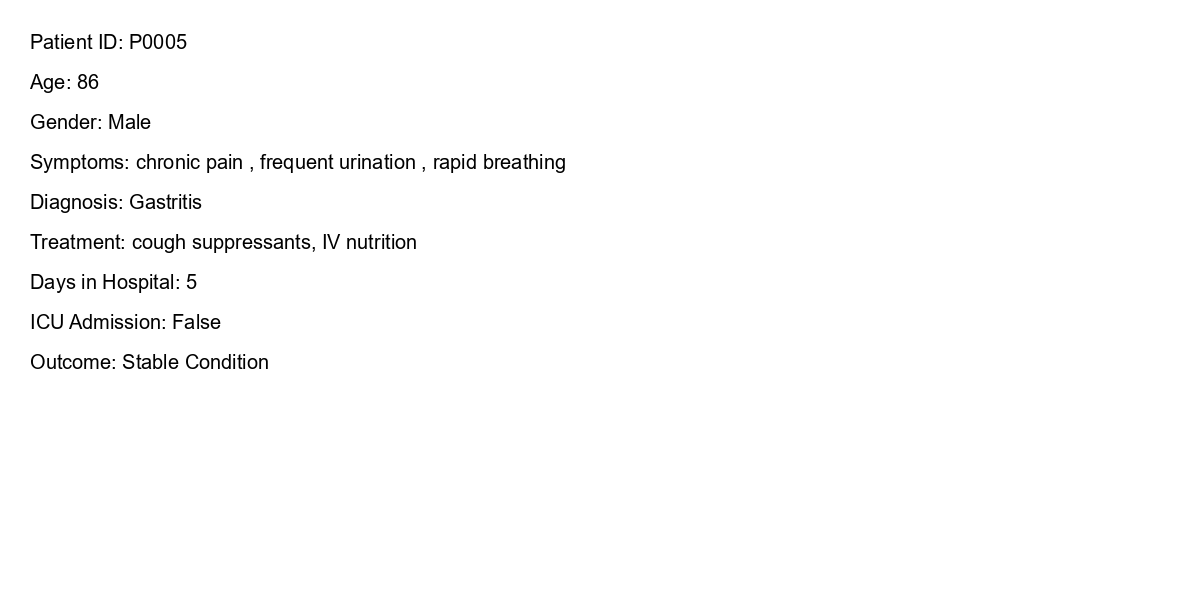 Patient ID: P0005
Age: 86
Gender: Male
Symptoms: chronic pain , frequent urination , rapid breathing
Diagnosis: Gastritis
Treatment: cough suppressants, IV nutrition
Days in Hospital: 5
ICU Admission: False
Outcome: Stable Condition